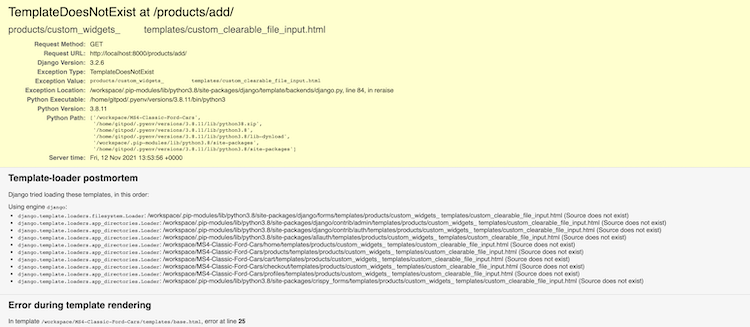 TemplateDoesNotExist at /products/add/
products/custom_widgets_ templates/custom_clearable_file_input.html
Request Method: GET
Request URL: http://localhost:8000/products/add/
Django Version: 3.2.6
Exception Type: TemplateDoesNotExist
Exception Value: products/custom_widgets_ templates/custom_clearable_file_input.html
Exception Location: /workspace/.pip-modules/lib/python3.8/site-packages/django/template/backends/django.py, line 84, in reraise
Python Executable: /home/gitpod/.pyenv/versions/3.8.11/bin/python3
Python Version: 3.8.11
Python Path: ['/workspace/MS4-Classic-Ford-Cars',
'/home/gitpod/.pyenv/versions/3.8.11/lib/python38.zip',
'/home/gitpod/.pyenv/versions/3.8.11/lib/python3.8',
'/home/gitpod/.pyenv/versions/3.8.11/lib/python3.8/lib-dynload',
'/workspace/.pip-modules/lib/python3.8/site-packages',
'/home/gitpod/.pyenv/versions/3.8.11/lib/python3.8/site-packages']
Server time: Fri, 12 Nov 2021 13:53:56 +0000
Template-loader postmortem
Django tried loading these templates, in this order:
Using engine django:
• django.template.loaders.filesystem.Loader: /workspace/.pip-modules/lib/python3.8/site-packages/django/forms/templates/products/custom_widgets_ templates/custom_clearable_file_input.html (Source does not exist)
• django.template.loaders.app_directories.Loader: /workspace/.pip-modules/lib/python3.8/site-packages/django/contrib/admin/templates/products/custom_widgets_ templates/custom_clearable_file_input.html (Source does not exist)
• django.template.loaders.app_directories.Loader: /workspace/.pip-modules/lib/python3.8/site-packages/django/contrib/auth/templates/products/custom_widgets_ templates/custom_clearable_file_input.html (Source does not exist)
• django.template.loaders.app_directories.Loader: /workspace/.pip-modules/lib/python3.8/site-packages/allauth/templates/products/custom_widgets_ templates/custom_clearable_file_input.html (Source does not exist)
• django.template.loaders.app_directories.Loader: /workspace/MS4-Classic-Ford-Cars/home/templates/products/custom_widgets_ templates/custom_clearable_file_input.html (Source does not exist)
• django.template.loaders.app_directories.Loader: /workspace/MS4-Classic-Ford-Cars/products/templates/products/custom_widgets_ templates/custom_clearable_file_input.html (Source does not exist)
• django.template.loaders.app_directories.Loader: /workspace/MS4-Classic-Ford-Cars/cart/templates/products/custom_widgets_ templates/custom_clearable_file_input.html (Source does not exist)
• django.template.loaders.app_directories.Loader: /workspace/MS4-Classic-Ford-Cars/checkout/templates/products/custom_widgets_ templates/custom_clearable_file_input.html (Source does not exist)
• django.template.loaders.app_directories.Loader: /workspace/MS4-Classic-Ford-Cars/profiles/templates/products/custom_widgets_ templates/custom_clearable_file_input.html (Source does not exist)
• django.template.loaders.app_directories.Loader: /workspace/.pip-modules/lib/python3.8/site-packages/crispy_forms/templates/products/custom_widgets_ templates/custom_clearable_file_input.html (Source does not exist)
Error during template rendering
In template /workspace/MS4-Classic-Ford-Cars/templates/base.html, error at line 25